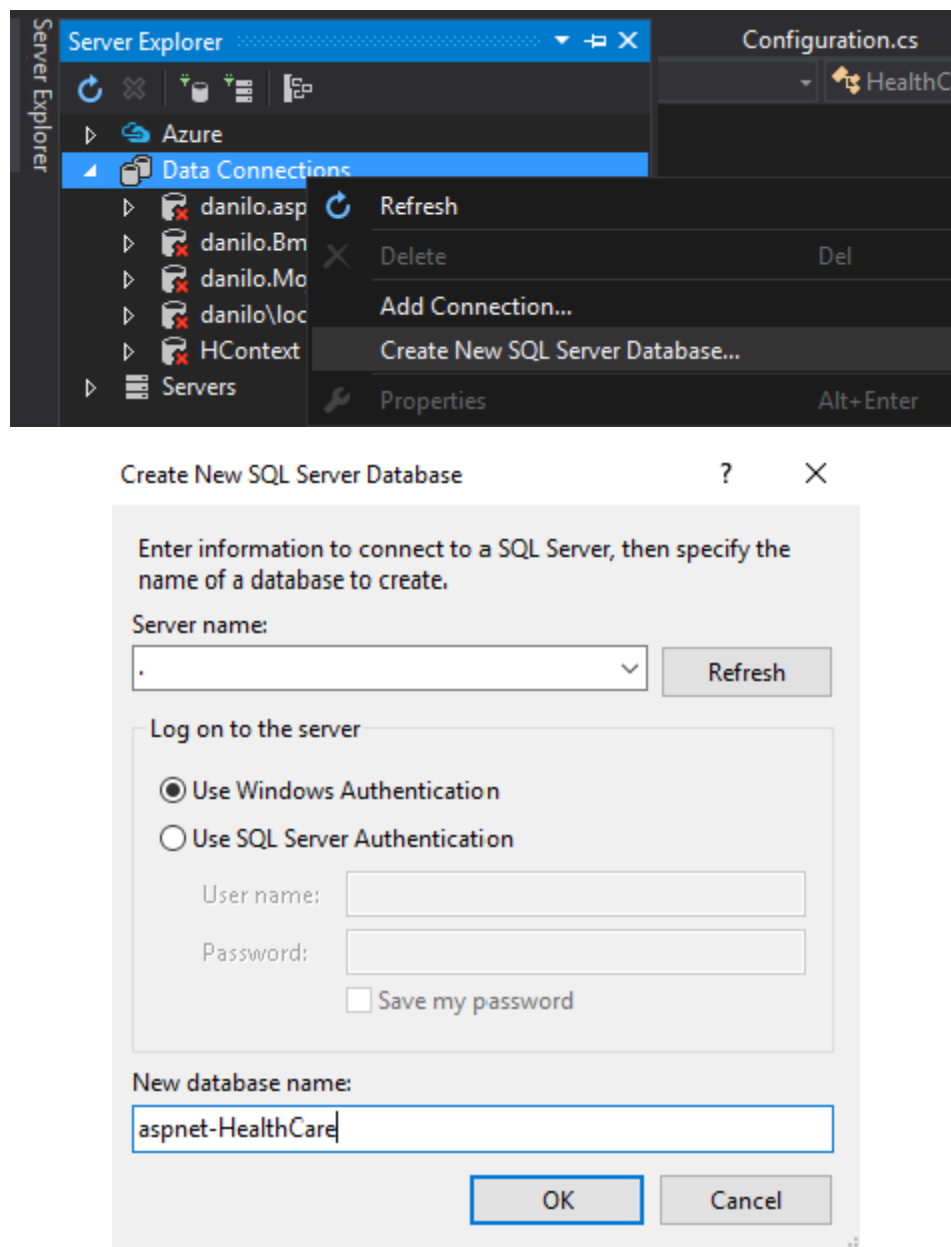 Server Explorer
Server Explorer
Configuration.cs
HealthC
Azure
Data Connections
danilo.asp
danilo.Bm
danilo.Mo
danilo\loc
HContext
Servers
Refresh
Delete Del
Add Connection...
Create New SQL Server Database...
Properties Alt+Enter
Create New SQL Server Database ?
Enter information to connect to a SQL Server, then specify the
name of a database to create.
Server name:
.
Refresh
Log on to the server
Use Windows Authentication
Use SQL Server Authentication
User name:
Password:
Save my password
New database name:
aspnet-HealthCare
OK Cancel